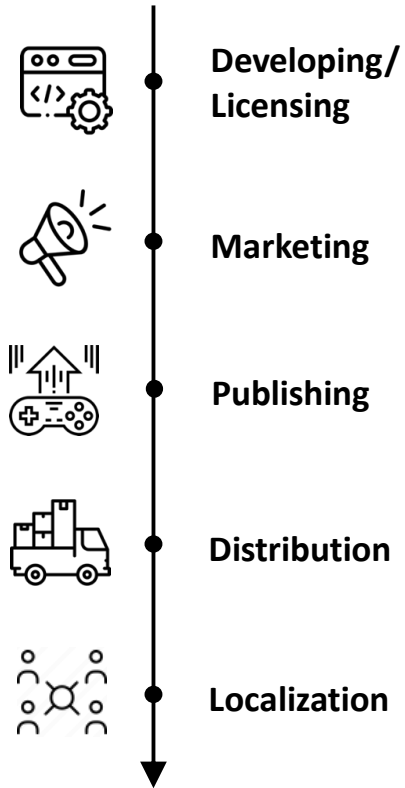 Developing/
Licensing
Marketing
Publishing
Distribution
Localization